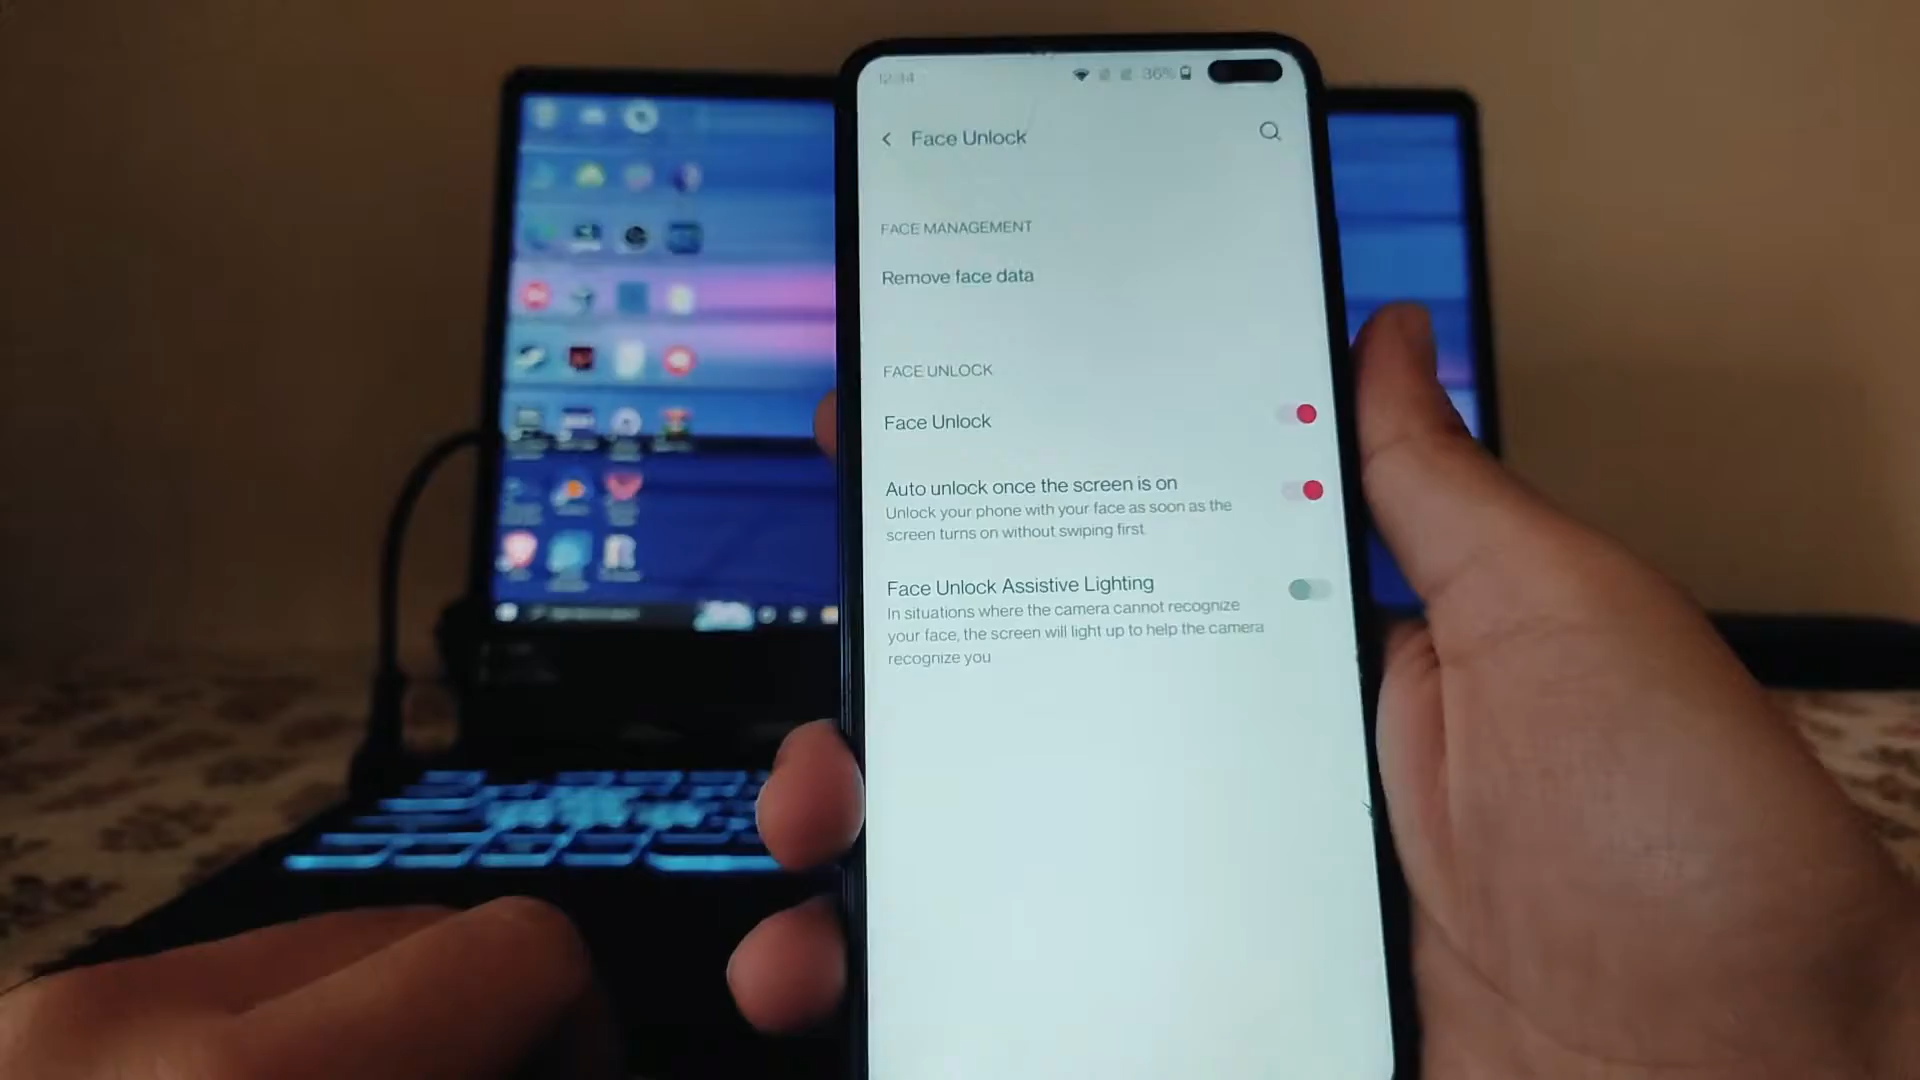 12:34
36%
Face Unlock
FACE MANAGEMENT
Remove face data
FACE UNLOCK
Face Unlock
Auto unlock once the screen is on
Unlock your phone with your face as soon as the
screen turns on without swiping first.
Face Unlock Assistive Lighting
In situations where the camera cannot recognize
your face, the screen will light up to help the camera
recognize you